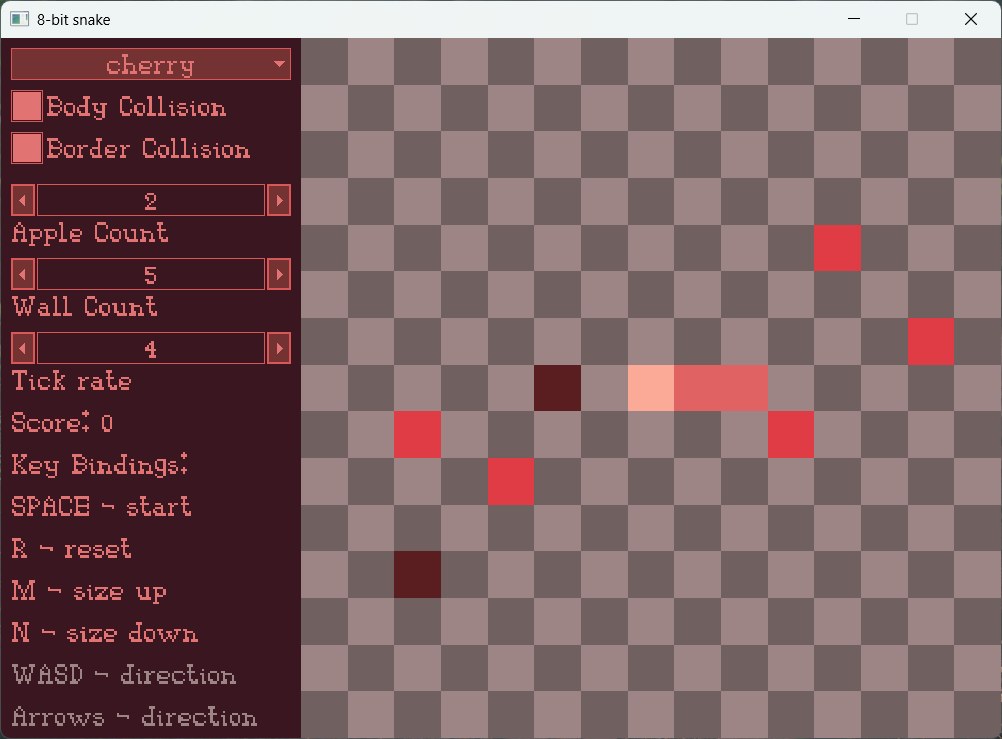 8-bit snake
cherry
Body Collision
Border Collision
2
Apple Count
5
Wall Count
4
Tick rate
Score: 0
Key Bindings:
SPACE - start
R - reset
M - size up
N - size down
WASD - direction
Arrows - direction